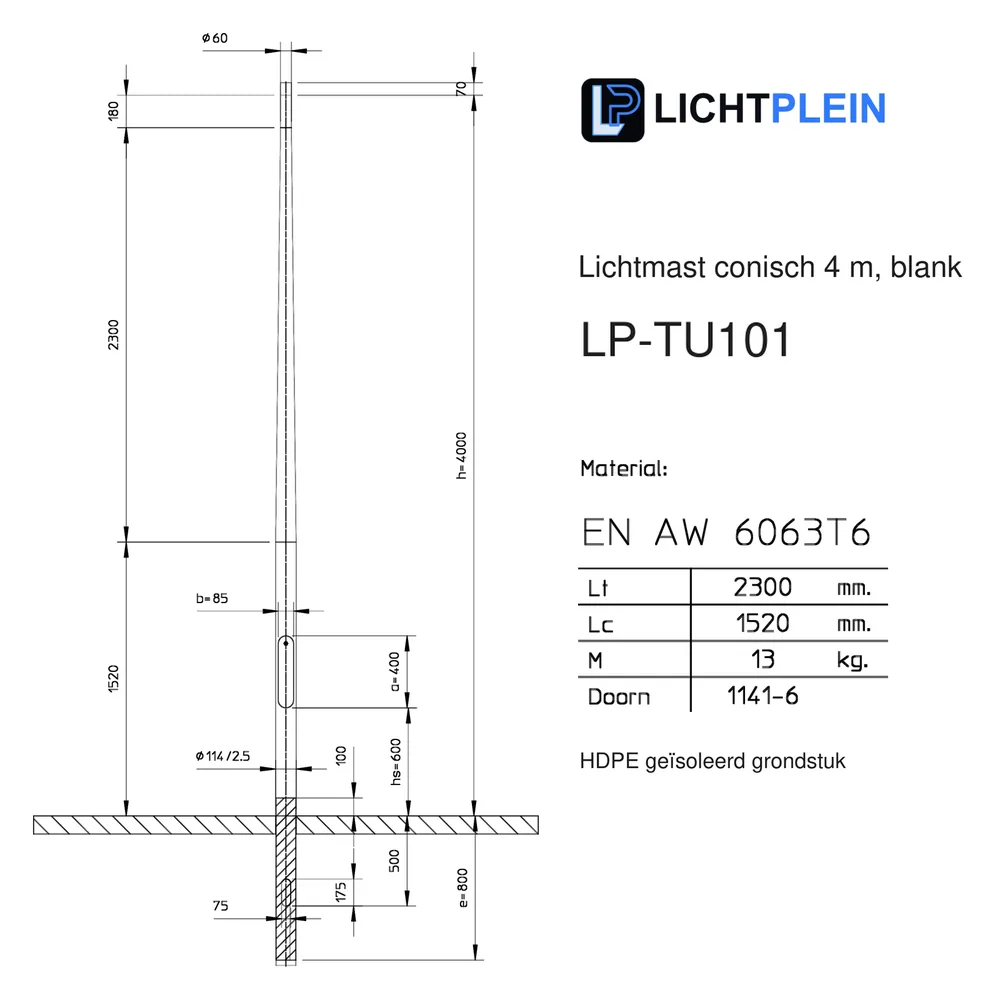 ⌀60
70
180
LICHTPLEIN
Lichtmast conisch 4 m, blank
2300
LP-TU101
h=4000
Material:
EN AW 6063T6
Lt 2300 mm.
Lc 1520 mm.
M 13 kg.
Doorn 1141-6
b=85
a=400
1520
⌀114/2.5
100
hs=600
HDPE geïsoleerd grondstuk
500
175
e=800
75